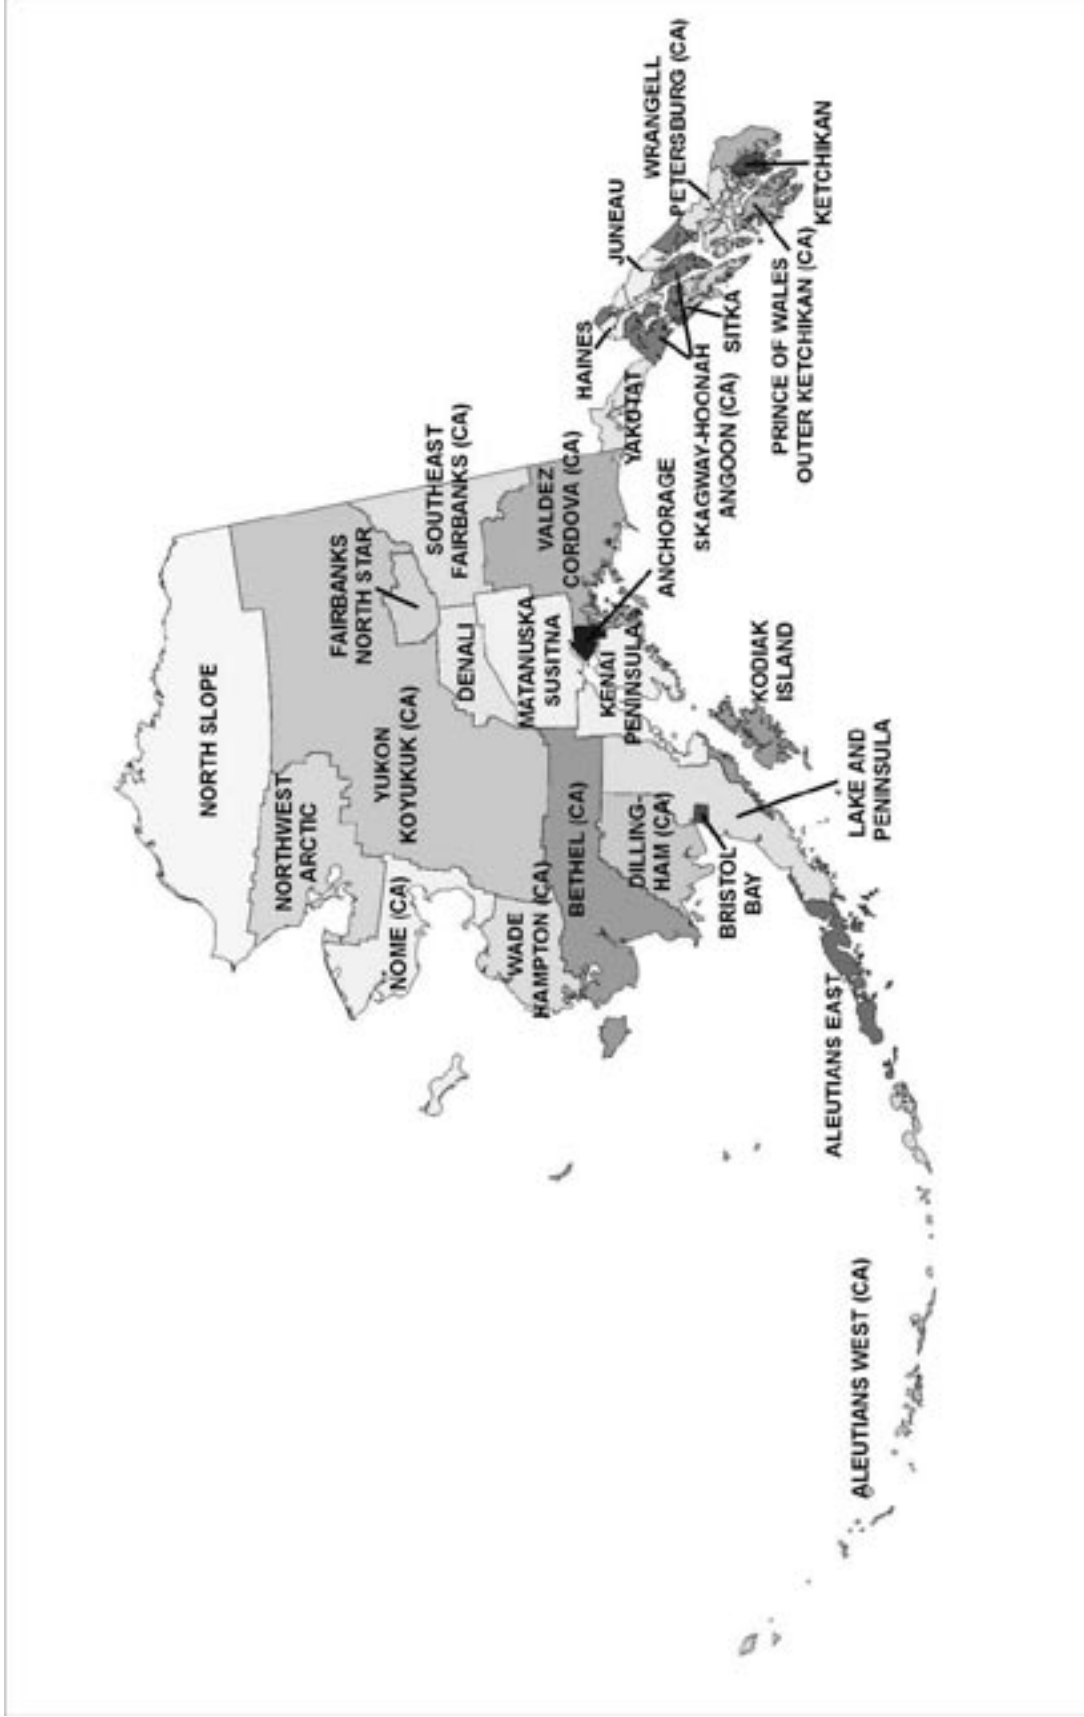 NORTH SLOPE
NORTHWEST
ARCTIC
NOME (CA)
YUKON
KOYUKUK (CA)
FAIRBANKS
NORTH STAR
SOUTHEAST
FAIRBANKS (CA)
DENALI
WADE
HAMPTON (CA)
BETHEL (CA)
MATANUSKA
SUSITNA
VALDEZ
CORDOVA (CA)
DILLING-
HAM (CA)
KENAI
PENINSULA
ANCHORAGE
BRISTOL
BAY
KODIAK
ISLAND
LAKE AND
PENINSULA
ALEUTIANS EAST
ALEUTIANS WEST (CA)
YAKUTAT
HAINES
JUNEAU
WRANGELL
PETERSBURG (CA)
SKAGWAY-HOONAH
ANGOON (CA)
SITKA
PRINCE OF WALES
OUTER KETCHIKAN (CA)
KETCHIKAN